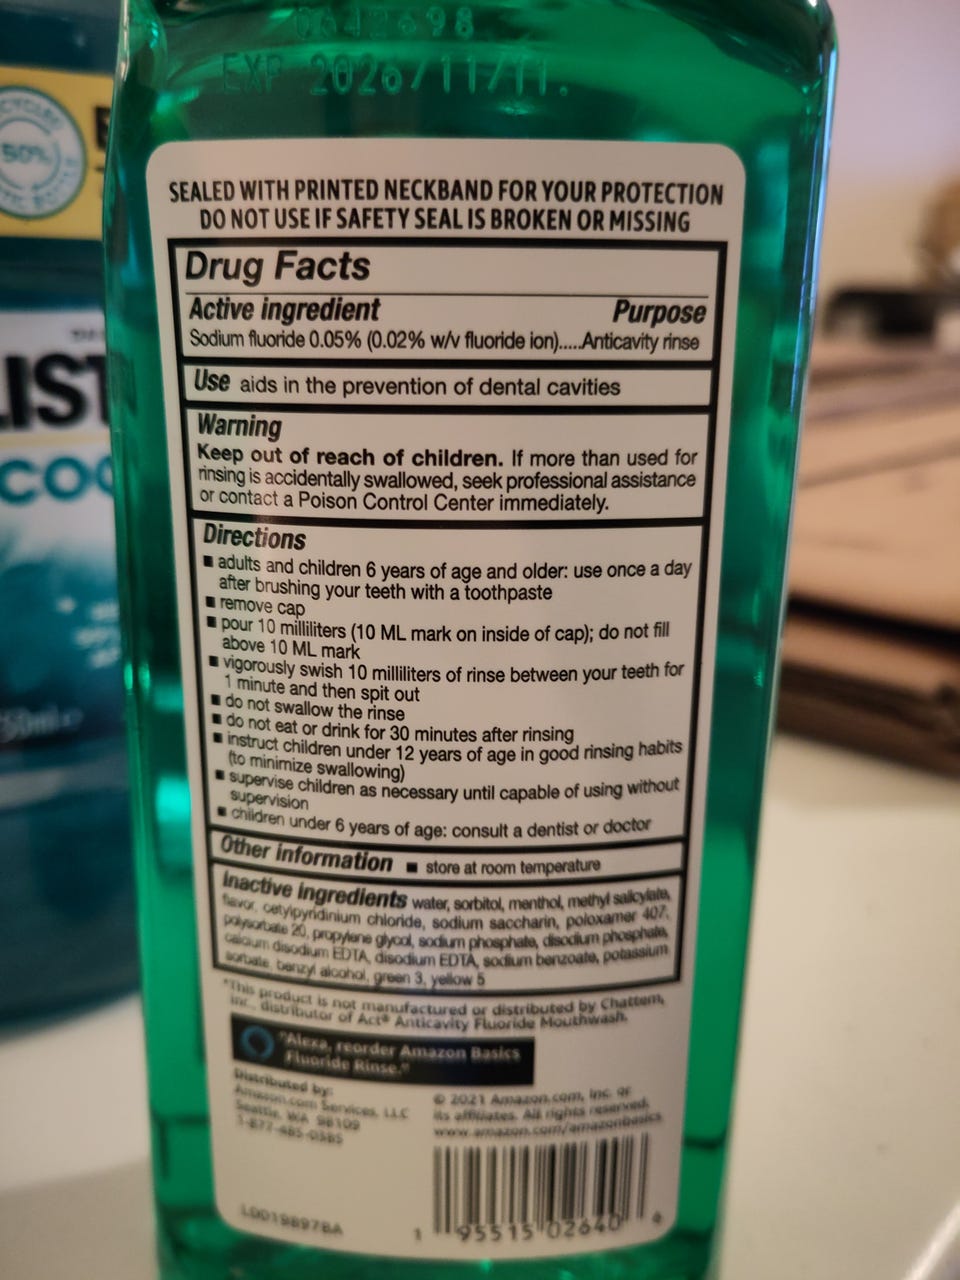 0642698
EXP 2026/11/11.
50%
SEALED WITH PRINTED NECKBAND FOR YOUR PROTECTION
DO NOT USE IF SAFETY SEAL IS BROKEN OR MISSING
Drug Facts
Active ingredient Purpose
Sodium fluoride 0.05% (0.02% w/v fluoride ion).....Anticavity rinse
Use aids in the prevention of dental cavities
Warning
Keep out of reach of children. If more than used for
rinsing is accidentally swallowed, seek professional assistance
or contact a Poison Control Center immediately.
Directions
■ adults and children 6 years of age and older: use once a day
after brushing your teeth with a toothpaste
■ remove cap
■ pour 10 milliliters (10 ML mark on inside of cap); do not fill
above 10 ML mark
■ vigorously swish 10 milliliters of rinse between your teeth for
1 minute and then spit out
■ do not swallow the rinse
■ do not eat or drink for 30 minutes after rinsing
■ instruct children under 12 years of age in good rinsing habits
(to minimize swallowing)
■ supervise children as necessary until capable of using without
supervision
■ children under 6 years of age: consult a dentist or doctor
Other information ■ store at room temperature
Inactive ingredients water, sorbitol, menthol, methyl salicylate,
flavor, cetylpyridinium chloride, sodium saccharin, poloxamer 407,
polysorbate 20, propylene glycol, sodium phosphate, disodium phosphate,
calcium disodium EDTA, disodium EDTA, sodium benzoate, potassium
sorbate, benzyl alcohol, green 3, yellow 5
*This product is not manufactured or distributed by Chattem,
Inc., distributor of Act® Anticavity Fluoride Mouthwash.
"Alexa, reorder Amazon Basics
Fluoride Rinse."
Distributed by:
Amazon.com Services, LLC
Seattle, WA 98109
1-877-485-0385
© 2021 Amazon.com, Inc. or
its affiliates. All rights reserved.
www.amazon.com/amazonbasics
L0019897BA
1 95515 02640 4
LIST
COO